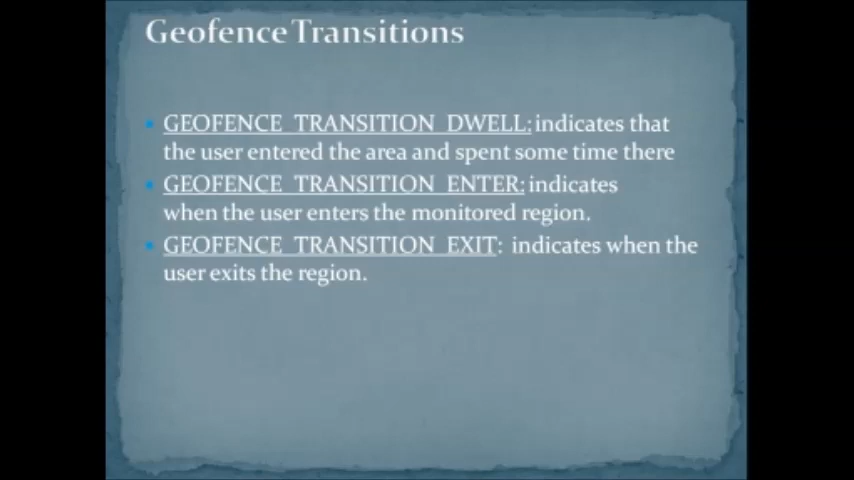 Geofence Transitions
GEOFENCE_TRANSITION_DWELL: indicates that
the user entered the area and spent some time there
GEOFENCE_TRANSITION_ENTER: indicates
when the user enters the monitored region.
GEOFENCE_TRANSITION_EXIT: indicates when the
user exits the region.